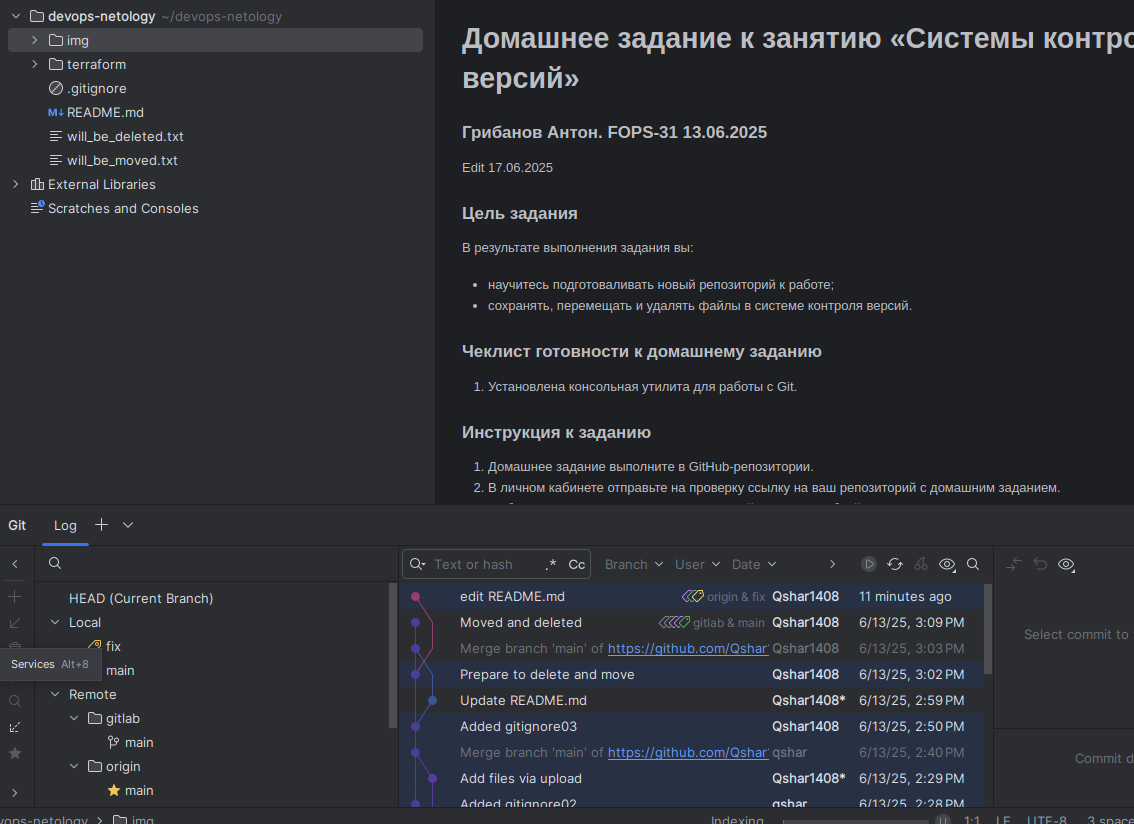 devops-netology ~/devops-netology
img
terraform
.gitignore
M↓ README.md
will_be_deleted.txt
will_be_moved.txt
External Libraries
Scratches and Consoles
Домашнее задание к занятию «Системы контро
версий»
Грибанов Антон. FOPS-31 13.06.2025
Edit 17.06.2025
Цель задания
В результате выполнения задания вы:
научитесь подготоваливать новый репозиторий к работе;
сохранять, перемещать и удалять файлы в системе контроля версий.
Чеклист готовности к домашнему заданию
1. Установлена консольная утилита для работы с Git.
Инструкция к заданию
1. Домашнее задание выполните в GitHub-репозитории.
2. В личном кабинете отправьте на проверку ссылку на ваш репозиторий с домашним заданием.
Git Log
HEAD (Current Branch)
Local
fix
main
Services Alt+8
Remote
gitlab
main
origin
main
Text or hash .* Cc Branch User Date
edit README.md origin & fix Qshar1408 11 minutes ago
Moved and deleted gitlab & main Qshar1408 6/13/25, 3:09 PM
Merge branch 'main' of https://github.com/Qshar Qshar1408 6/13/25, 3:03 PM
Prepare to delete and move Qshar1408 6/13/25, 3:02 PM
Update README.md Qshar1408* 6/13/25, 2:59 PM
Added gitignore03 Qshar1408 6/13/25, 2:50 PM
Merge branch 'main' of https://github.com/Qshar qshar 6/13/25, 2:40 PM
Add files via upload Qshar1408* 6/13/25, 2:29 PM
Added gitignore02 qshar 6/13/25, 2:28 PM
Select commit to
Commit d
vops-netology > img
Indexing 1:1 LF UTF-8 3 space